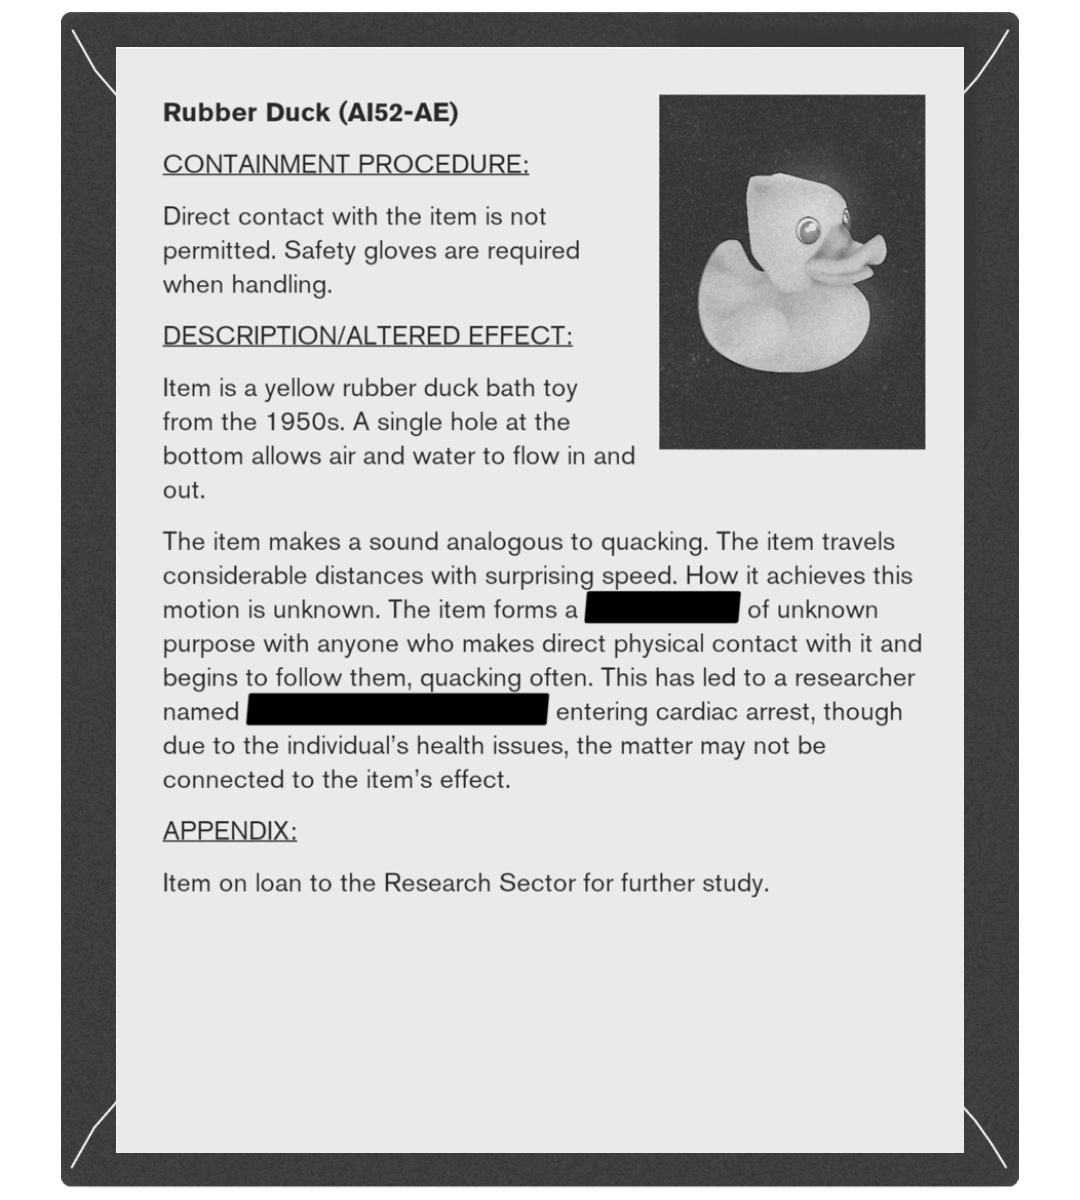 Rubber Duck (AI52-AE)
CONTAINMENT PROCEDURE:
Direct contact with the item is not
permitted. Safety gloves are required
when handling.
DESCRIPTION/ALTERED EFFECT:
Item is a yellow rubber duck bath toy
from the 1950s. A single hole at the
bottom allows air and water to flow in and
out.
The item makes a sound analogous to quacking. The item travels
considerable distances with surprising speed. How it achieves this
motion is unknown. The item forms a of unknown
purpose with anyone who makes direct physical contact with it and
begins to follow them, quacking often. This has led to a researcher
named entering cardiac arrest, though
due to the individual’s health issues, the matter may not be
connected to the item’s effect.
APPENDIX:
Item on loan to the Research Sector for further study.